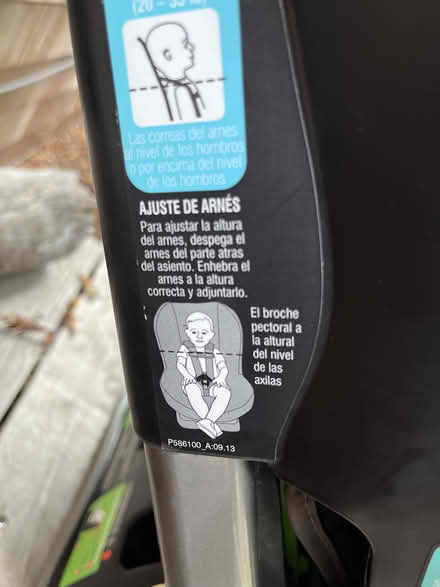 Las correas del arnes
al nivel de los hombros
o por encima del nivel
de los hombros
AJUSTE DE ARNÉS
Para ajustar la altura
del arnes, despega el
arnes del parte atras
del asiento. Enhebra el
arnes a la altura
correcta y adjuntarlo.
El broche
pectoral a
la altural
del nivel
de las
axilas
P586100_A:09.13